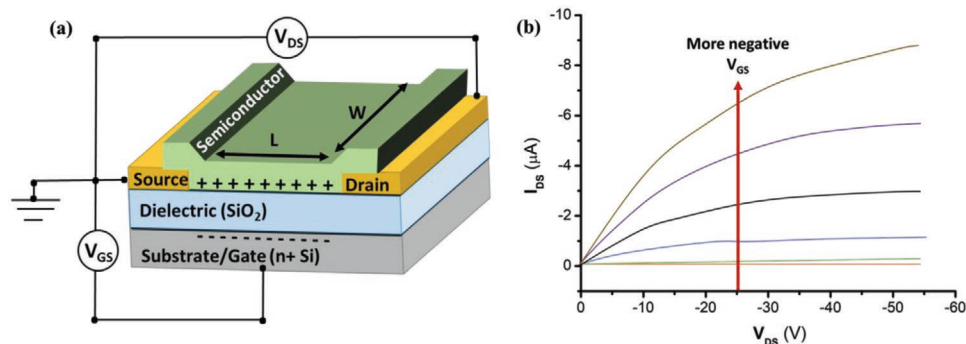 (a)
V_DS
Semiconductor
W
L
Source
+ + + + + + + + +
Drain
Dielectric (SiO₂)
- - - - - - - - - -
Substrate/Gate (n+ Si)
V_GS
(b)
-10
-8
-6
-4
-2
0
I_DS (μA)
More negative
V_GS
0 -10 -20 -30 -40 -50 -60
V_DS (V)